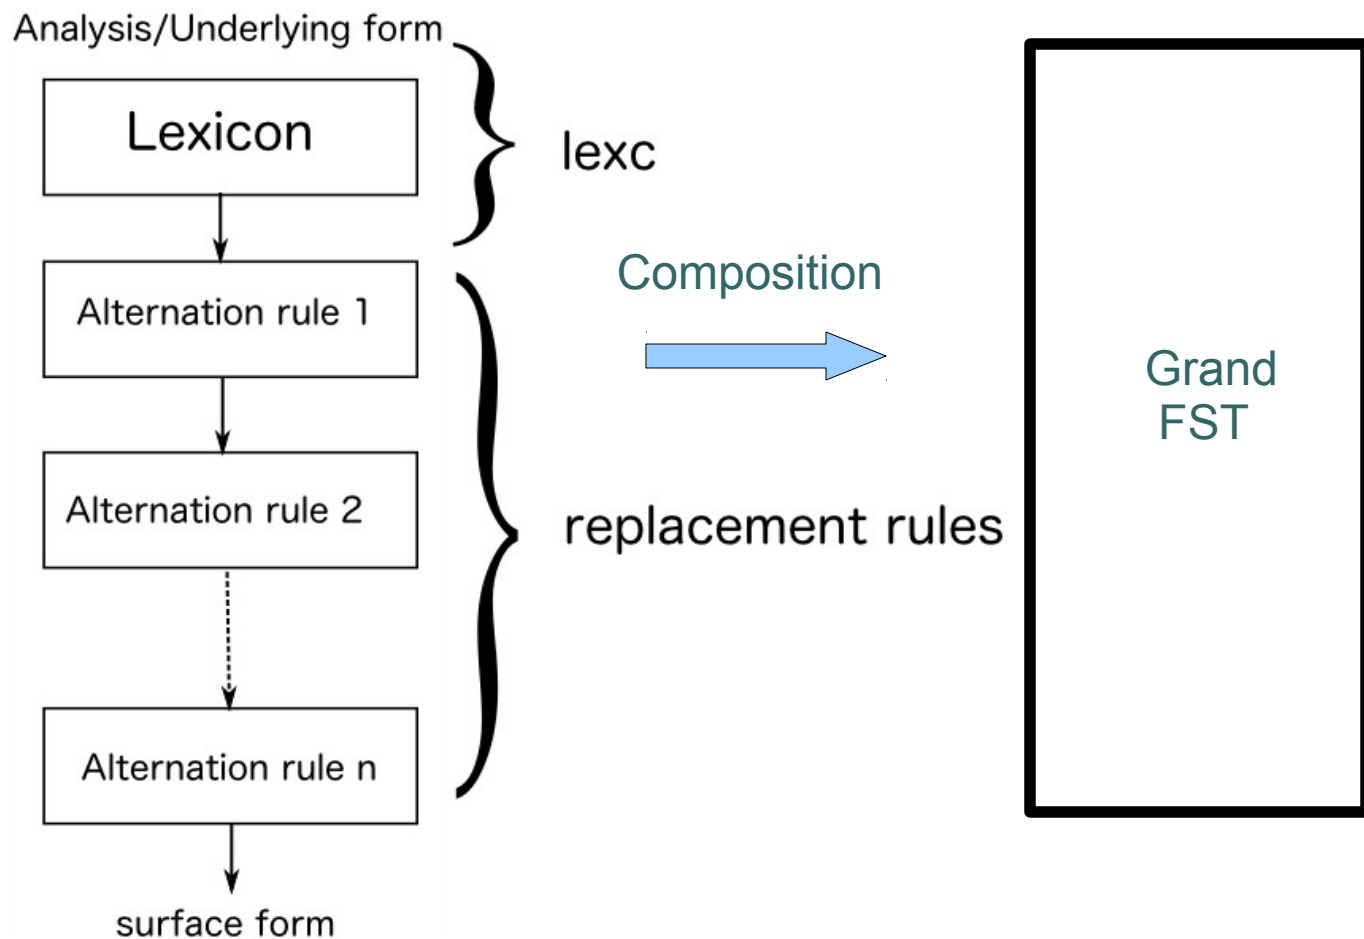 Analysis/Underlying form
Lexicon
lexc
Alternation rule 1
Composition
Alternation rule 2
replacement rules
Alternation rule n
surface form
Grand
FST